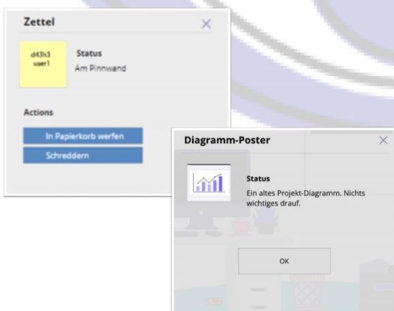 Zettel
d43h3
user1
Status
Am Pinnwand
Actions
In Papierkorb werfen
Schreddern
Diagramm-Poster
Status
Ein altes Projekt-Diagramm. Nichts
wichtiges drauf.
OK